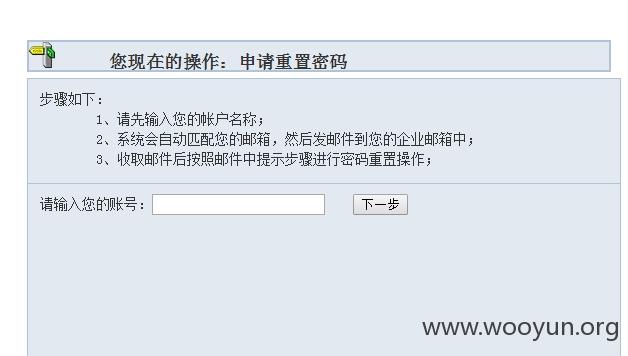 您现在的操作：申请重置密码
步骤如下：
1、请先输入您的帐户名称；
2、系统会自动匹配您的邮箱，然后发邮件到您的企业邮箱中；
3、收取邮件后按照邮件中提示步骤进行密码重置操作；
请输入您的账号： 下一步
www.wooyun.org